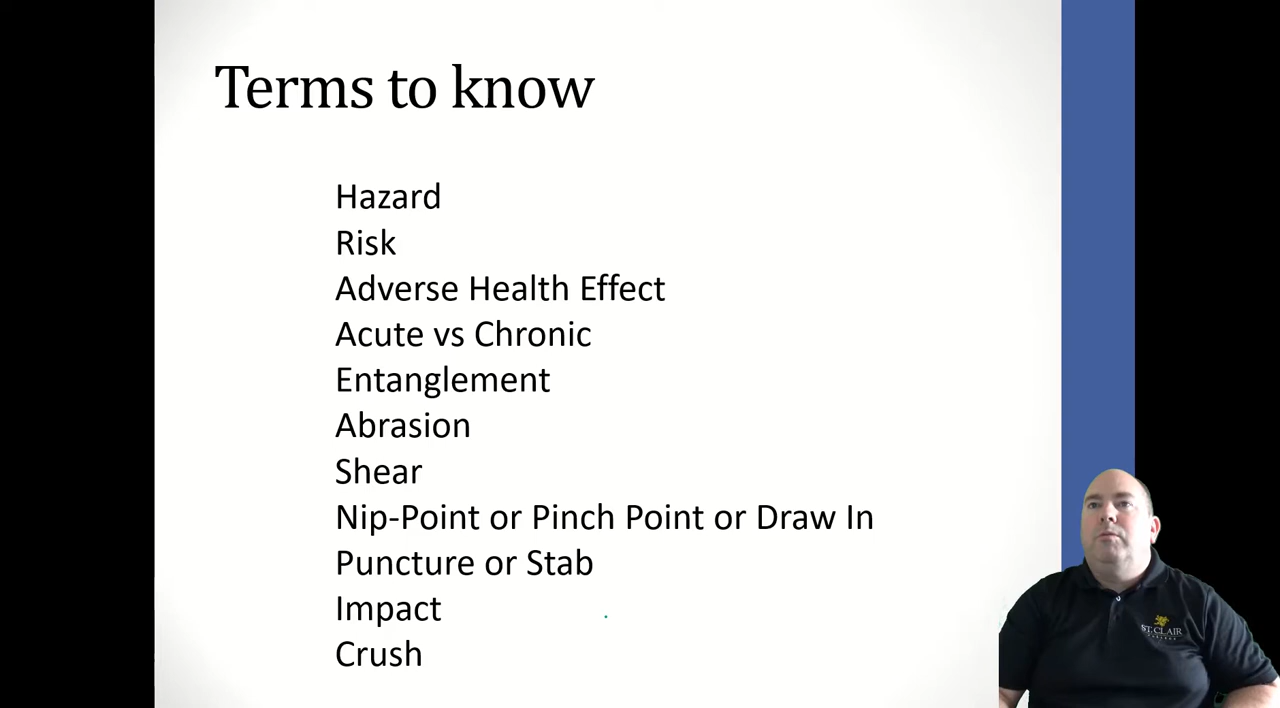 Terms to know
Hazard
Risk
Adverse Health Effect
Acute vs Chronic
Entanglement
Abrasion
Shear
Nip-Point or Pinch Point or Draw In
Puncture or Stab
Impact
Crush
ST. CLAIR